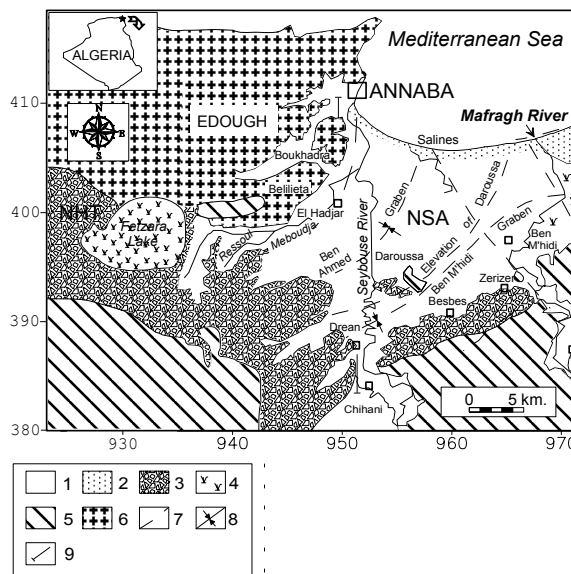 ALGERIA
Mediterranean Sea
N
W E
S
410
ANNABA
EDOUGH
Mafragh River
Salines
Boukhadra
Belilieta
400
NHT
Fetzara
Lake
El Hadjar
Ressoul
Meboudja
Seybouse River
Graben
NSA
Elevation of Daroussa
Graben
Ben M'hidi
Ben
M'hidi
Ben
Ahmed
Daroussa
Zerizer
390
Besbes
Drean
Chihani
0 5 km.
380
930 940 950 960 970
1 2 3 4
5 6 7 8
9